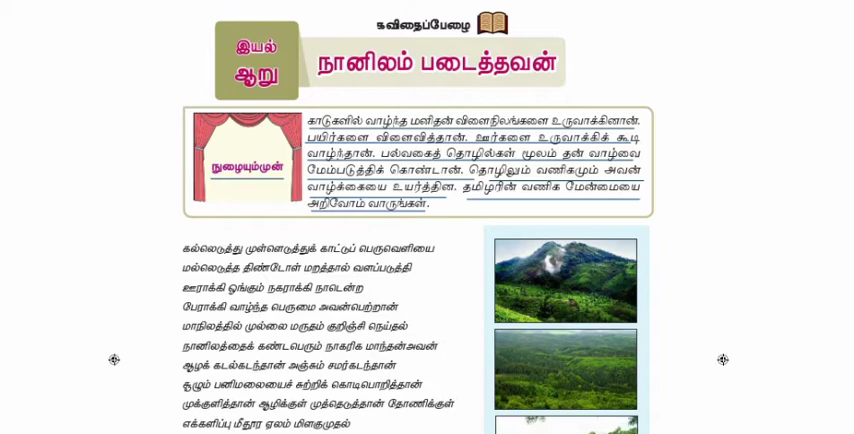 கவிதைப்பேழை
இயல்
ஆறு
நானிலம் படைத்தவன்
நுழையும்முன்
காடுகளில் வாழ்ந்த மனிதன் விளைநிலங்களை உருவாக்கினான்.
பயிர்களை விளைவித்தான். ஊர்களை உருவாக்கிக் கூடி
வாழ்ந்தான். பல்வகைத் தொழில்கள் மூலம் தன் வாழ்வை
மேம்படுத்திக் கொண்டான். தொழிலும் வணிகமும் அவன்
வாழ்க்கையை உயர்த்தின. தமிழரின் வணிக மேன்மையை
அறிவோம் வாருங்கள்.
கல்லெடுத்து முள்ளெடுத்துக் காட்டுப் பெருவெளியை
மல்லெடுத்த திண்டோள் மறத்தால் வளப்படுத்தி
ஊராக்கி ஓங்கும் நகராக்கி நாடென்ற
பேராக்கி வாழ்ந்த பெருமை அவன்பெற்றான்
மாநிலத்தில் முல்லை மருதம் குறிஞ்சி நெய்தல்
நானிலத்தைக் கண்டபெரும் நாகரிக மாந்தன்அவன்
ஆழக் கடல்கடந்தான் அஞ்சும் சமர்கடந்தான்
சூழும் பனிமலையைச் சுற்றிக் கொடிபொறித்தான்
முக்குளித்தான் ஆழிக்குள் முத்தெடுத்தான் தோணிக்குள்
எக்களிப்பு மீதூர ஏலம் மிளகுமுதல்